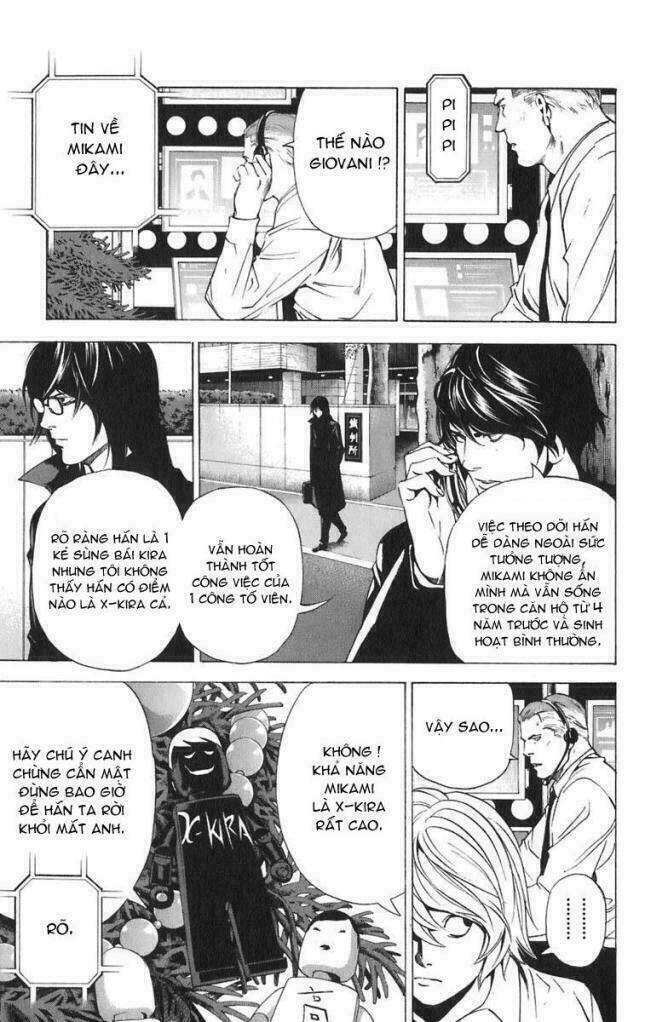 PI
PI
PI
THẾ NÀO
GIOVANI !?
TIN VỀ
MIKAMI
ĐÂY...
VIỆC THEO DÕI HẮN
DỄ DÀNG NGOÀI SỨC
TƯỞNG TƯỢNG,
MIKAMI KHÔNG ẨN
MÌNH MÀ VẪN SỐNG
TRONG CĂN HỘ TỪ 4
NĂM TRƯỚC VÀ SINH
HOẠT BÌNH THƯỜNG.
裁判所
VẪN HOÀN
THÀNH TỐT
CÔNG VIỆC CỦA
1 CÔNG TỐ VIÊN.
RÕ RÀNG HẮN LÀ 1
KẺ SÙNG BÁI KIRA
NHƯNG TÔI KHÔNG
THẤY HẮN CÓ ĐIỂM
NÀO LÀ X-KIRA CẢ.
VẬY SAO...
......
KHÔNG !
KHẢ NĂNG
MIKAMI
LÀ X-KIRA
RẤT CAO.
X-KIRA
HÃY CHÚ Ý CANH
CHỪNG CẨN MẬT
ĐỪNG BAO GIỜ
ĐỂ HẮN TA RỜI
KHỎI MẮT ANH.
RÕ.